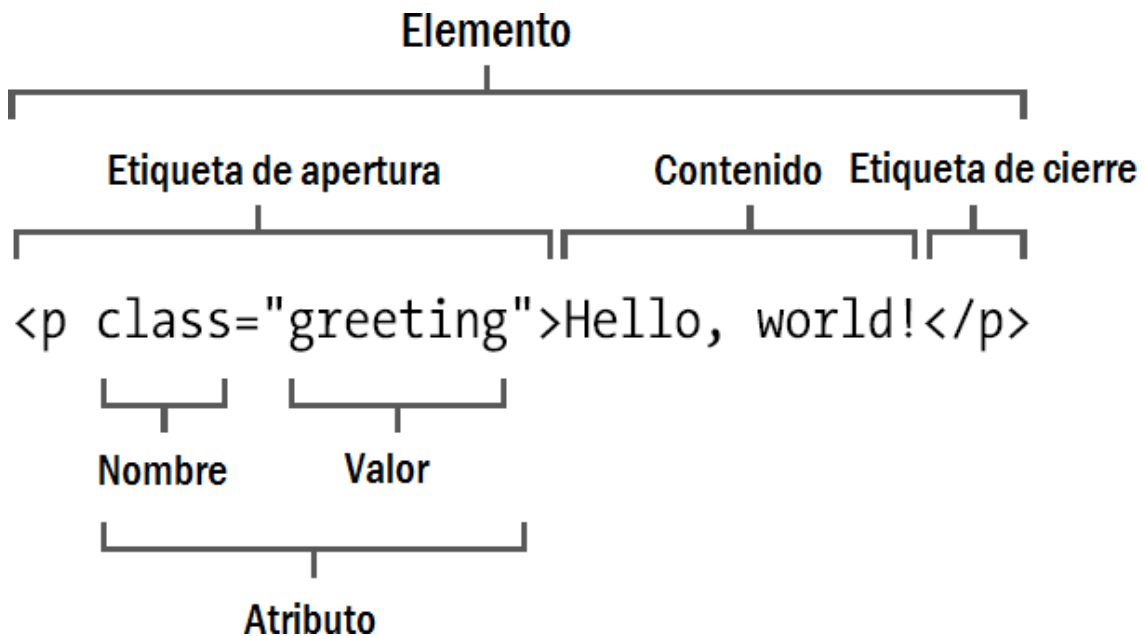 Elemento
Etiqueta de apertura Contenido Etiqueta de cierre
<p class="greeting">Hello, world!</p>
Nombre Valor
Atributo